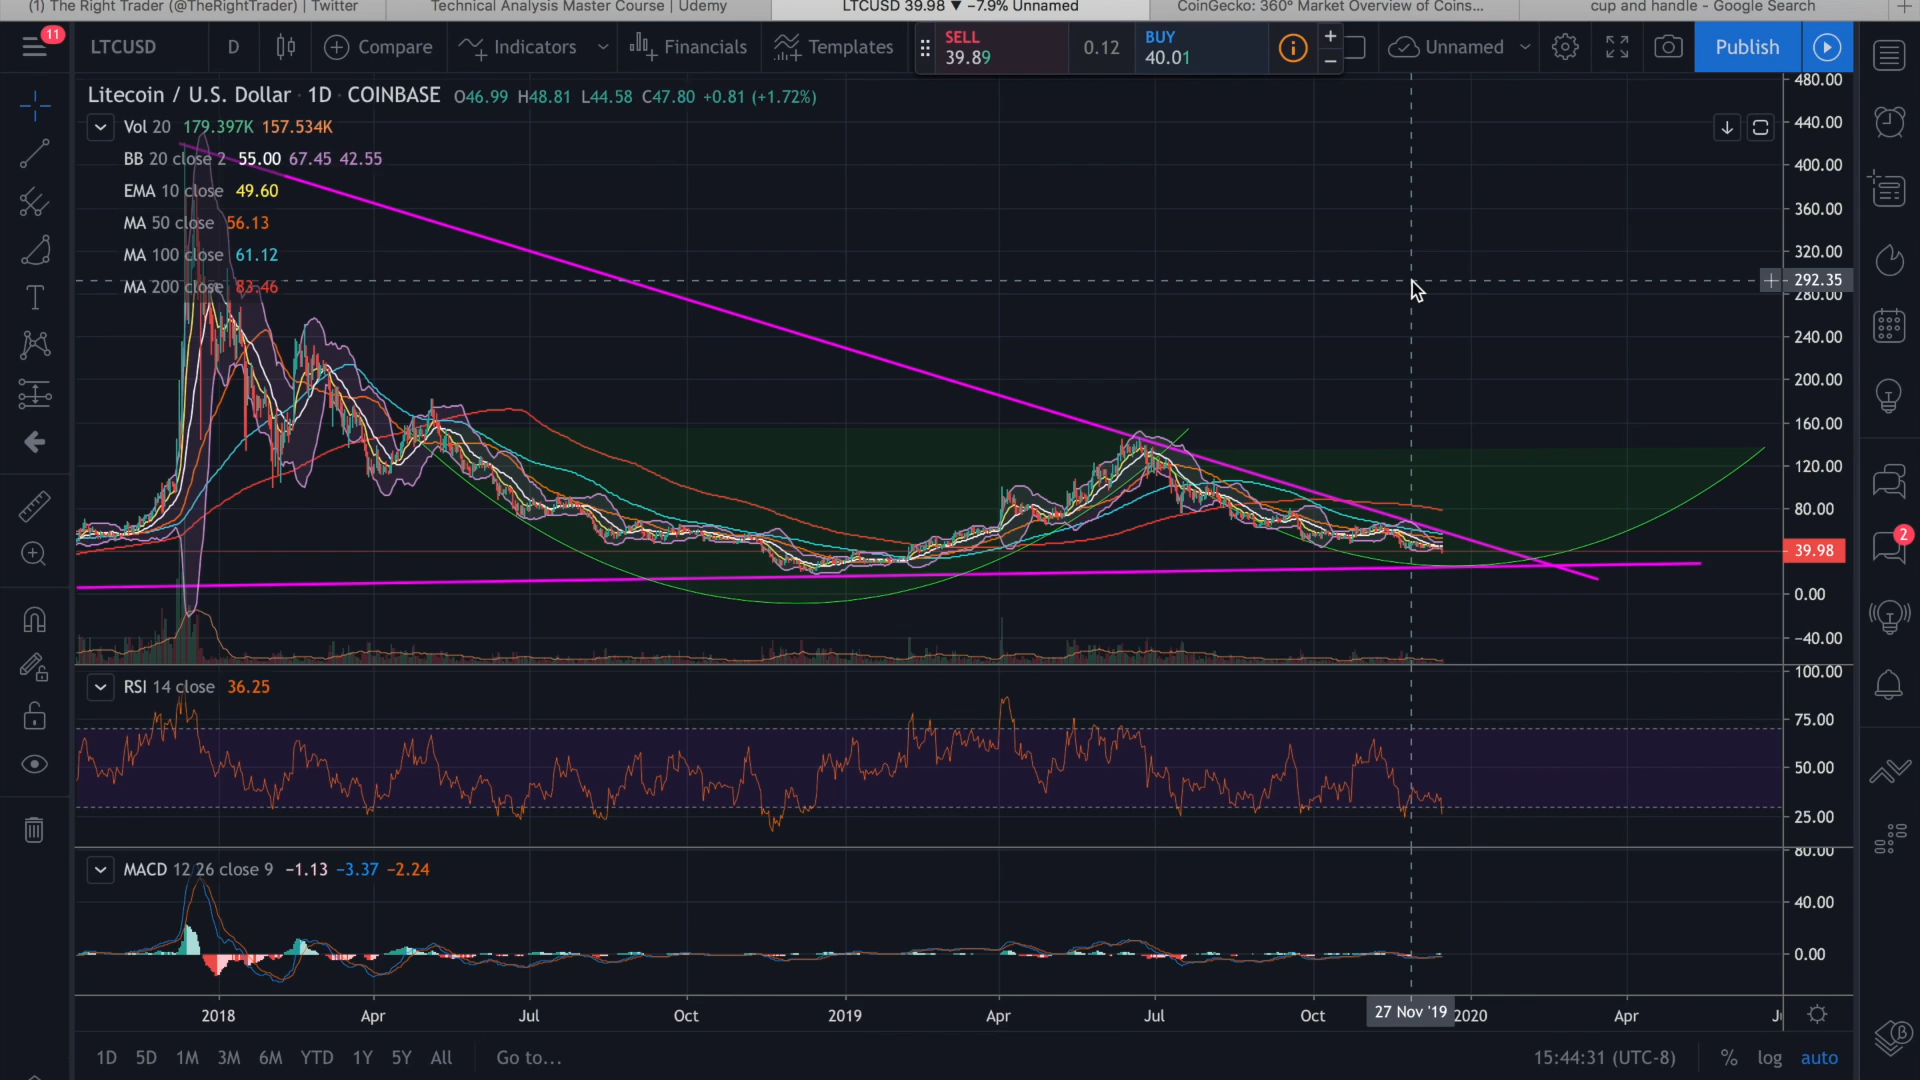 (1) The Right Trader (@TheRightTrader) | Twitter
Technical Analysis Master Course | Udemy
LTCUSD 39.98 ▼ −7.9% Unnamed
CoinGecko: 360° Market Overview of Coins...
cup and handle - Google Search
11
LTCUSD
D
Compare
Indicators
Financials
Templates
SELL
39.89
0.12
BUY
40.01
Unnamed
Publish
Litecoin / U.S. Dollar · 1D · COINBASE O46.99 H48.81 L44.58 C47.80 +0.81 (+1.72%)
Vol 20 179.397K 157.534K
BB 20 close 2 55.00 67.45 42.55
EMA 10 close 49.60
MA 50 close 56.13
MA 100 close 61.12
MA 200 close 83.46
480.00
440.00
400.00
360.00
320.00
292.35
280.00
240.00
200.00
160.00
120.00
80.00
39.98
0.00
−40.00
2
RSI 14 close 36.25
100.00
75.00
50.00
25.00
MACD 12 26 close 9 −1.13 −3.37 −2.24
80.00
40.00
0.00
2018
Apr
Jul
Oct
2019
Apr
Jul
Oct
27 Nov '19
2020
Apr
1D 5D 1M 3M 6M YTD 1Y 5Y All Go to...
15:44:31 (UTC-8) % log auto